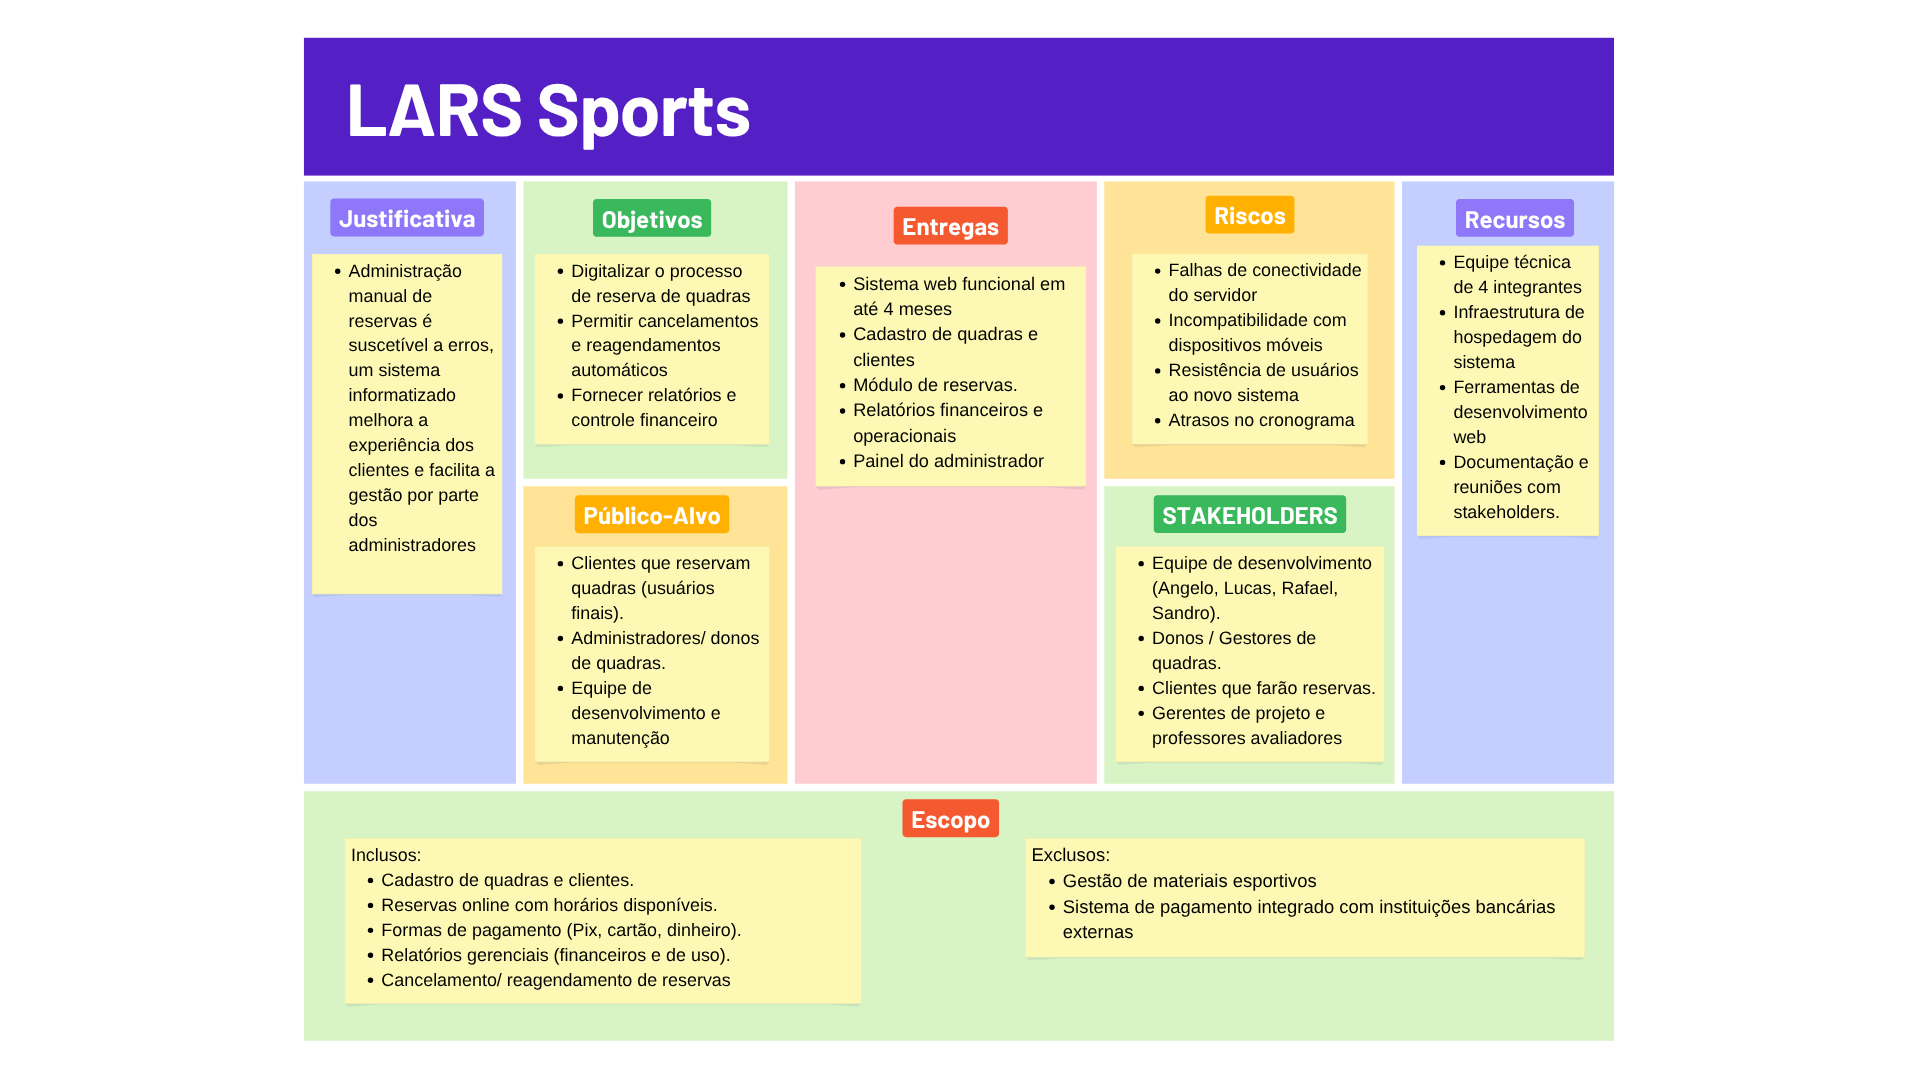 LARS Sports
Justificativa
• Administração
manual de
reservas é
suscetível a erros,
um sistema
informatizado
melhora a
experiência dos
clientes e facilita a
gestão por parte
dos
administradores
Objetivos
• Digitalizar o processo
de reserva de quadras
• Permitir cancelamentos
e reagendamentos
automáticos
• Fornecer relatórios e
controle financeiro
Público-Alvo
• Clientes que reservam
quadras (usuários
finais).
• Administradores/ donos
de quadras.
• Equipe de
desenvolvimento e
manutenção
Entregas
• Sistema web funcional em
até 4 meses
• Cadastro de quadras e
clientes
• Módulo de reservas.
• Relatórios financeiros e
operacionais
• Painel do administrador
Riscos
• Falhas de conectividade
do servidor
• Incompatibilidade com
dispositivos móveis
• Resistência de usuários
ao novo sistema
• Atrasos no cronograma
STAKEHOLDERS
• Equipe de desenvolvimento
(Angelo, Lucas, Rafael,
Sandro).
• Donos / Gestores de
quadras.
• Clientes que farão reservas.
• Gerentes de projeto e
professores avaliadores
Recursos
• Equipe técnica
de 4 integrantes
• Infraestrutura de
hospedagem do
sistema
• Ferramentas de
desenvolvimento
web
• Documentação e
reuniões com
stakeholders.
Escopo
Inclusos:
• Cadastro de quadras e clientes.
• Reservas online com horários disponíveis.
• Formas de pagamento (Pix, cartão, dinheiro).
• Relatórios gerenciais (financeiros e de uso).
• Cancelamento/ reagendamento de reservas
Exclusos:
• Gestão de materiais esportivos
• Sistema de pagamento integrado com instituições bancárias
externas